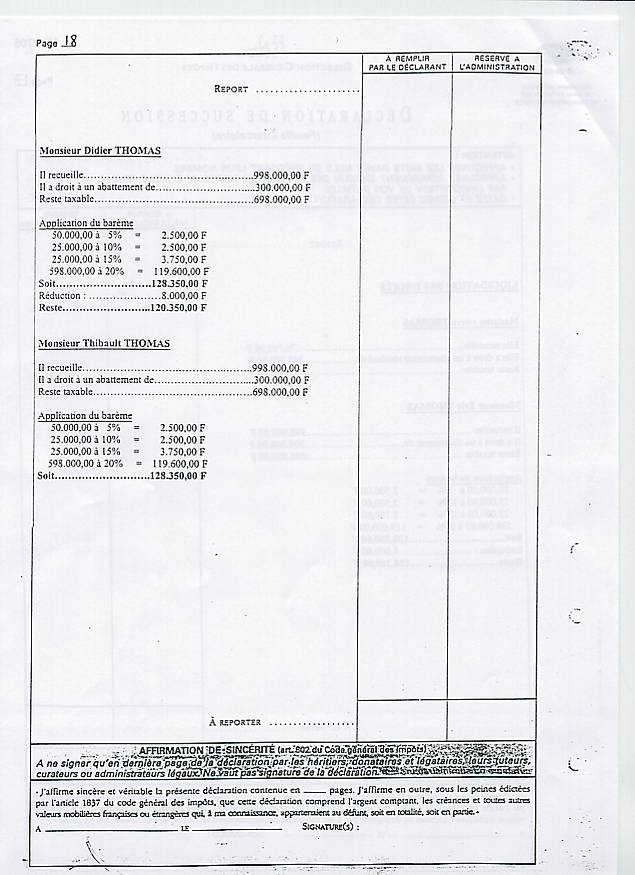 Page 18
À REMPLIR
PAR LE DÉCLARANT
RESERVÉ A
L'ADMINISTRATION
REPORT .....................
Monsieur Didier THOMAS
Il recueille.............................................998.000,00 F
Il a droit à un abattement de.........................300.000,00 F
Reste taxable...........................................698.000,00 F
Application du barème
50.000,00 à 5% = 2.500,00 F
25.000,00 à 10% = 2.500,00 F
25.000,00 à 15% = 3.750,00 F
598.000,00 à 20% = 119.600,00 F
Soit...........................128.350,00 F
Réduction : ..................8.000,00 F
Reste.........................120.350,00 F
Monsieur Thibault THOMAS
Il recueille.............................................998.000,00 F
Il a droit à un abattement de.........................300.000,00 F
Reste taxable...........................................698.000,00 F
Application du barème
50.000,00 à 5% = 2.500,00 F
25.000,00 à 10% = 2.500,00 F
25.000,00 à 15% = 3.750,00 F
598.000,00 à 20% = 119.600,00 F
Soit...........................128.350,00 F
À REPORTER ..................
AFFIRMATION DE SINCÉRITÉ (art. 802 du Code général des Impôts)
A ne signer qu'en dernière page de la déclaration par les héritiers, donataires et légataires, leurs tuteurs,
curateurs ou administrateurs légaux. Ne vaut pas signature de la déclaration.
- J'affirme sincère et véritable la présente déclaration contenue en ____ pages. J'affirme en outre, sous les peines édictées
par l'article 1837 du code général des impôts, que cette déclaration comprend l'argent comptant, les créances et toutes autres
valeurs mobilières françaises ou étrangères qui, à ma connaissance, appartenaient au défunt, soit en totalité, soit en partie. -
A ____ LE ____ SIGNATURE(S) :